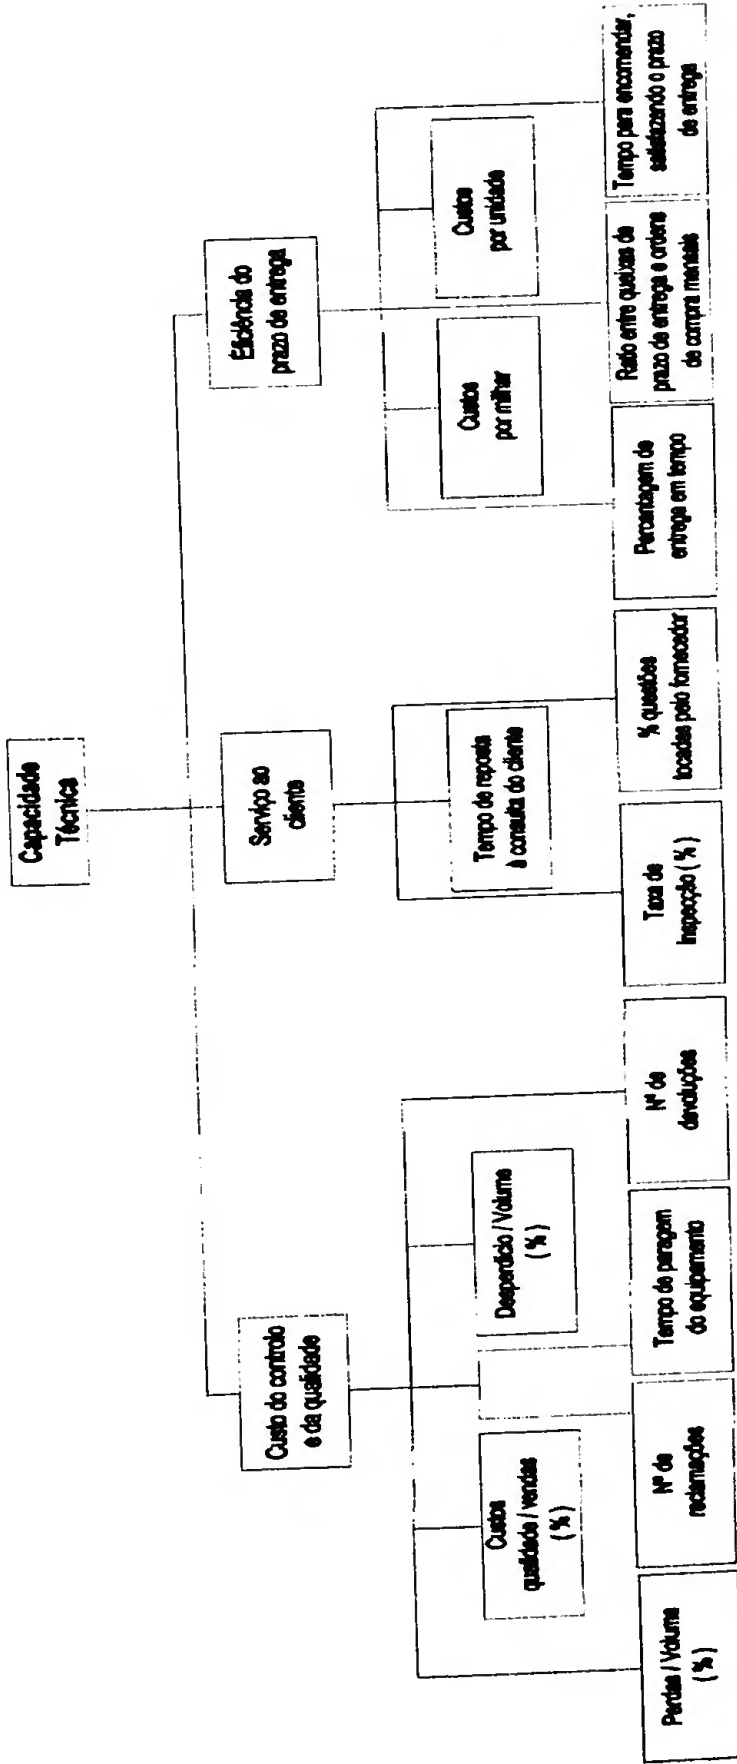 Capacidade
Técnica
Custo do controlo
e da qualidade
Serviço ao
cliente
Eficiência do
prazo de entrega
Custos
qualidade / vendas
( % )
Desperdício / Volume
( % )
Tempo de reposta
à consulta do cliente
Custos
por milhar
Custos
por unidade
Perdas / Volume
( % )
Nº de
reclamações
Tempo de paragem
do equipamento
Nº de
devoluções
Taxa de
Inspecção ( % )
% questões
focadas pelo fornecedor
Percentagem de
entrega em tempo
Ratio entre queixas de
prazo de entrega e ordens
de compra mensais
Tempo para encomendar,
satisfazendo o prazo
de entrega